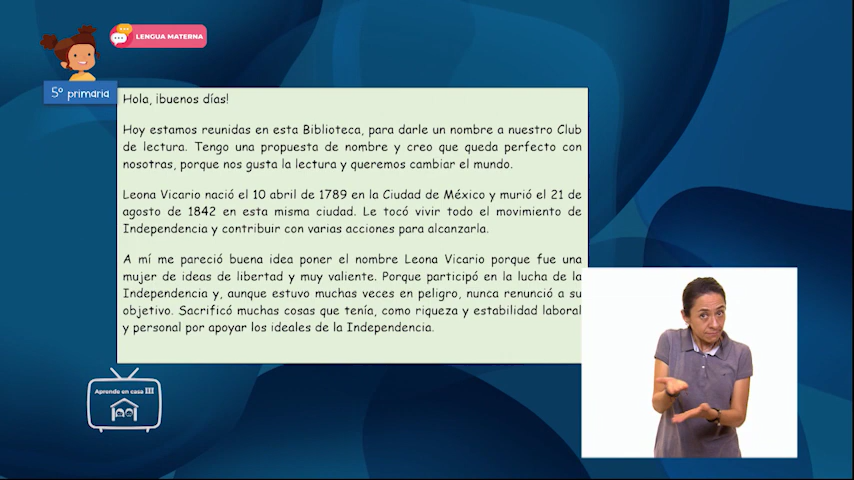 LENGUA MATERNA
5º primaria
Hola, ¡buenos días!
Hoy estamos reunidas en esta Biblioteca, para darle un nombre a nuestro Club
de lectura. Tengo una propuesta de nombre y creo que queda perfecto con
nosotras, porque nos gusta la lectura y queremos cambiar el mundo.
Leona Vicario nació el 10 abril de 1789 en la Ciudad de México y murió el 21 de
agosto de 1842 en esta misma ciudad. Le tocó vivir todo el movimiento de
Independencia y contribuir con varias acciones para alcanzarla.
A mí me pareció buena idea poner el nombre Leona Vicario porque fue una
mujer de ideas de libertad y muy valiente. Porque participó en la lucha de la
Independencia y, aunque estuvo muchas veces en peligro, nunca renunció a su
objetivo. Sacrificó muchas cosas que tenía, como riqueza y estabilidad laboral
y personal por apoyar los ideales de la Independencia.
Aprende en casa III